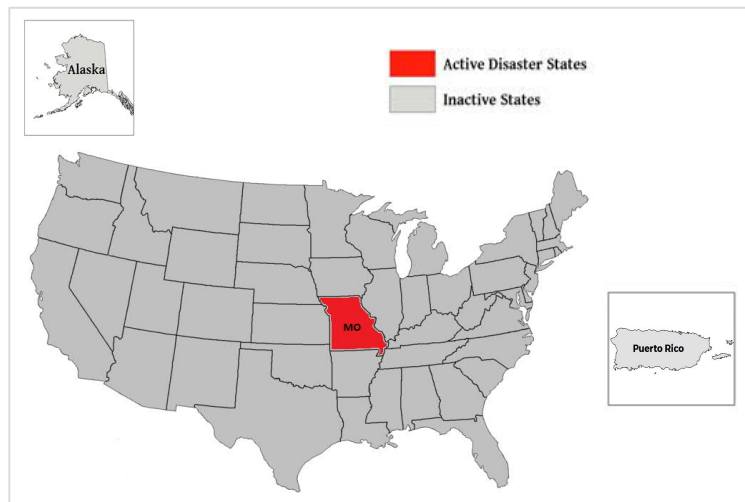 Alaska
Active Disaster States
Inactive States
MO
Puerto Rico